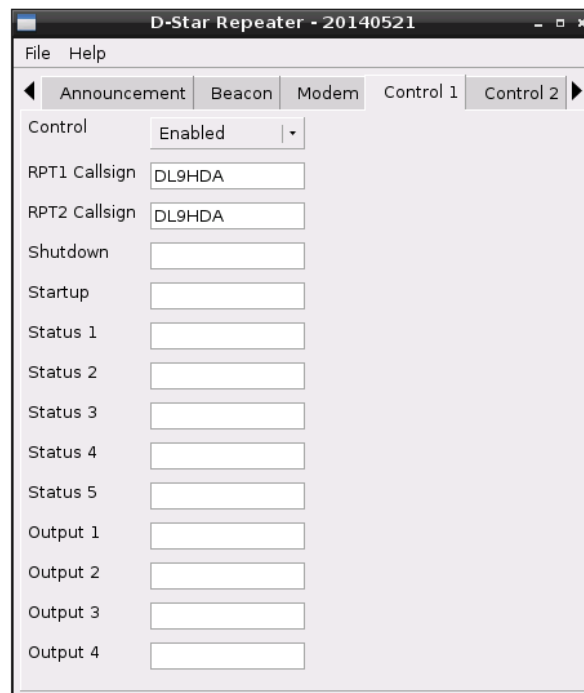 D-Star Repeater - 20140521
File Help
Announcement Beacon Modem Control 1 Control 2
Control Enabled
RPT1 Callsign DL9HDA
RPT2 Callsign DL9HDA
Shutdown
Startup
Status 1
Status 2
Status 3
Status 4
Status 5
Output 1
Output 2
Output 3
Output 4